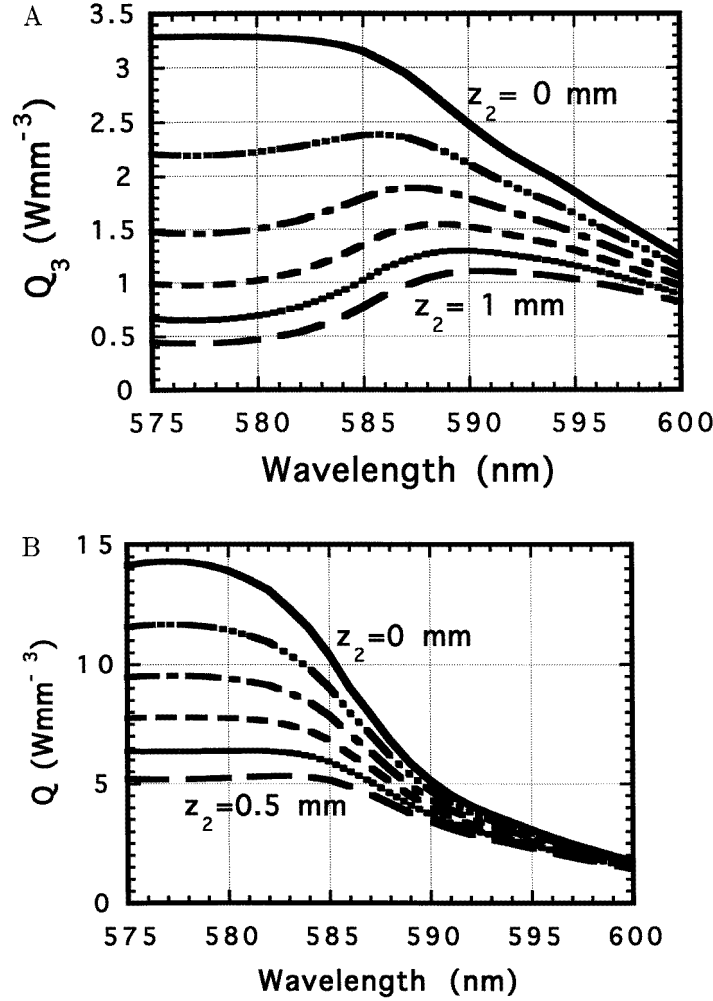 A
3.5
3
2.5
2
1.5
1
0.5
0
Q₃ (Wmm⁻³)
z₂= 0 mm
z₂= 1 mm
575 580 585 590 595 600
Wavelength (nm)
B
15
10
5
0
Q (Wmm⁻³)
z₂=0 mm
z₂=0.5 mm
575 580 585 590 595 600
Wavelength (nm)